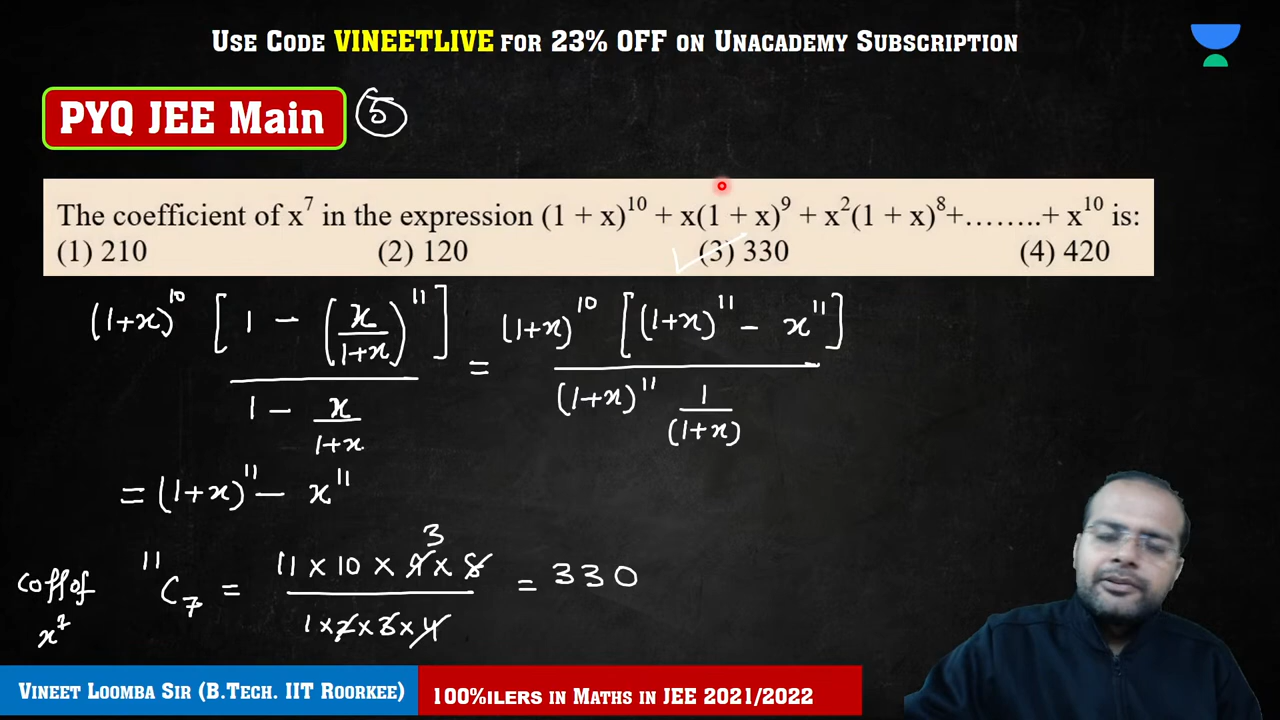 USE CODE VINEETLIVE FOR 23% OFF ON UNACADEMY SUBSCRIPTION
PYQ JEE Main 5
The coefficient of x⁷ in the expression (1 + x)¹⁰ + x(1 + x)⁹ + x²(1 + x)⁸+……..+ x¹⁰ is:
(1) 210 (2) 120 (3) 330 (4) 420
(1+x)¹⁰ [1 − (x/(1+x))¹¹] / (1 − x/(1+x)) = (1+x)¹⁰ [(1+x)¹¹ − x¹¹] / ((1+x)¹¹ 1/(1+x))
= (1+x)¹¹ − x¹¹
coff of x⁷ ¹¹C₇ = (11 × 10 × 9 × 8) / (1×2×3×4) = 330
3
VINEET LOOMBA SIR (B.TECH. IIT ROORKEE) 100%ILERS IN MATHS IN JEE 2021/2022